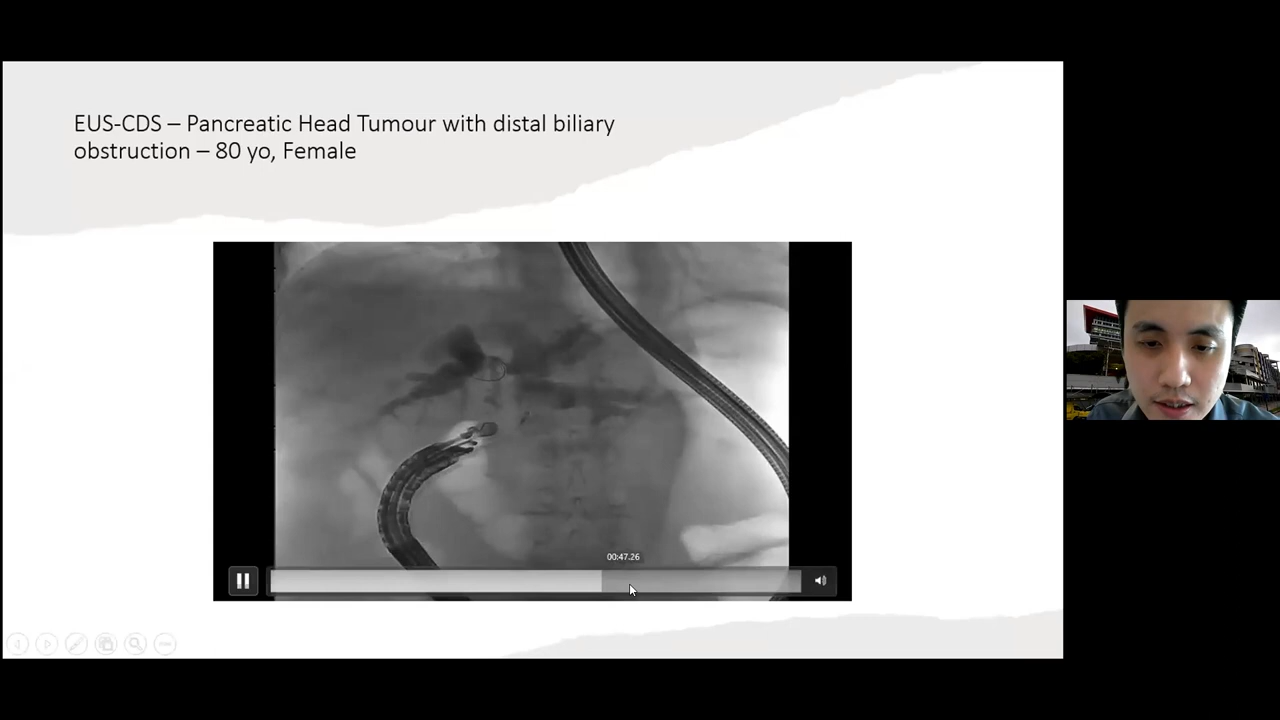 EUS-CDS – Pancreatic Head Tumour with distal biliary
obstruction – 80 yo, Female
00:47.26